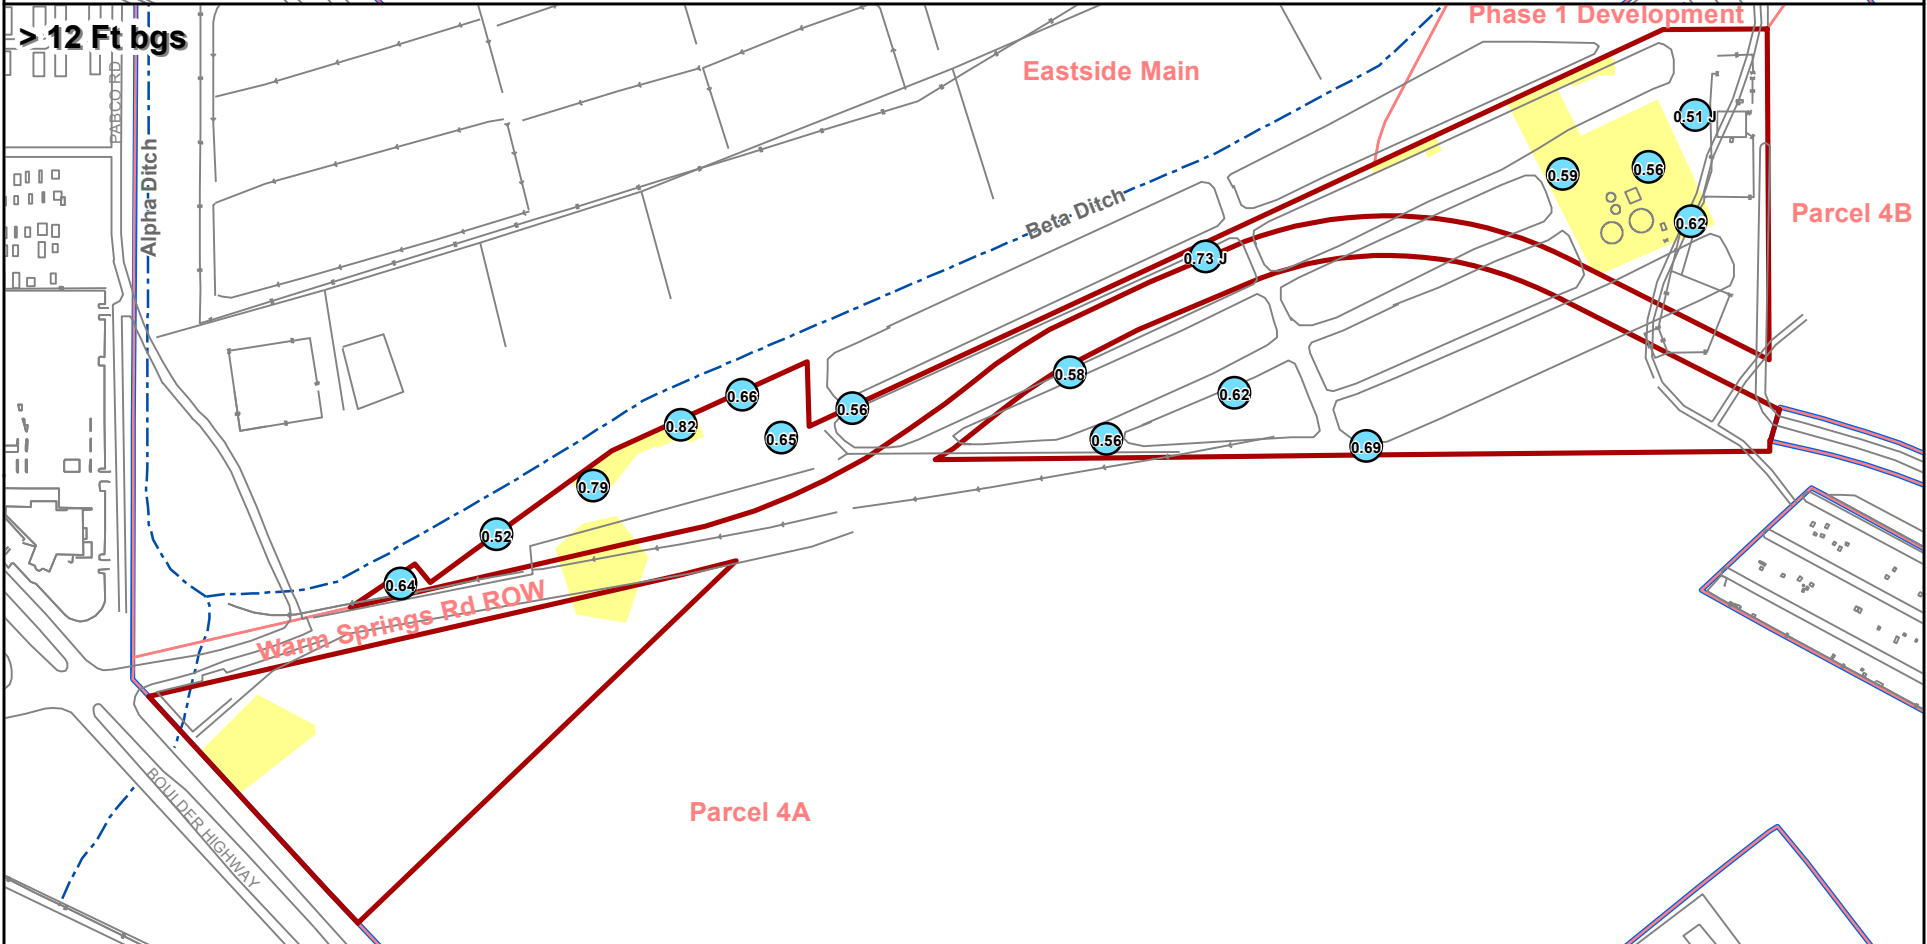 Phase 1 Development
> 12 Ft bgs
Eastside Main
PABCO RD
Alpha Ditch
0.51 J
0.59
0.56
Beta Ditch
Parcel 4B
0.62
0.73 J
0.58
0.66
0.62
0.56
0.82
0.65
0.56
0.69
0.79
0.52
0.64
Warm Springs Rd ROW
Parcel 4A
BOULDER HIGHWAY